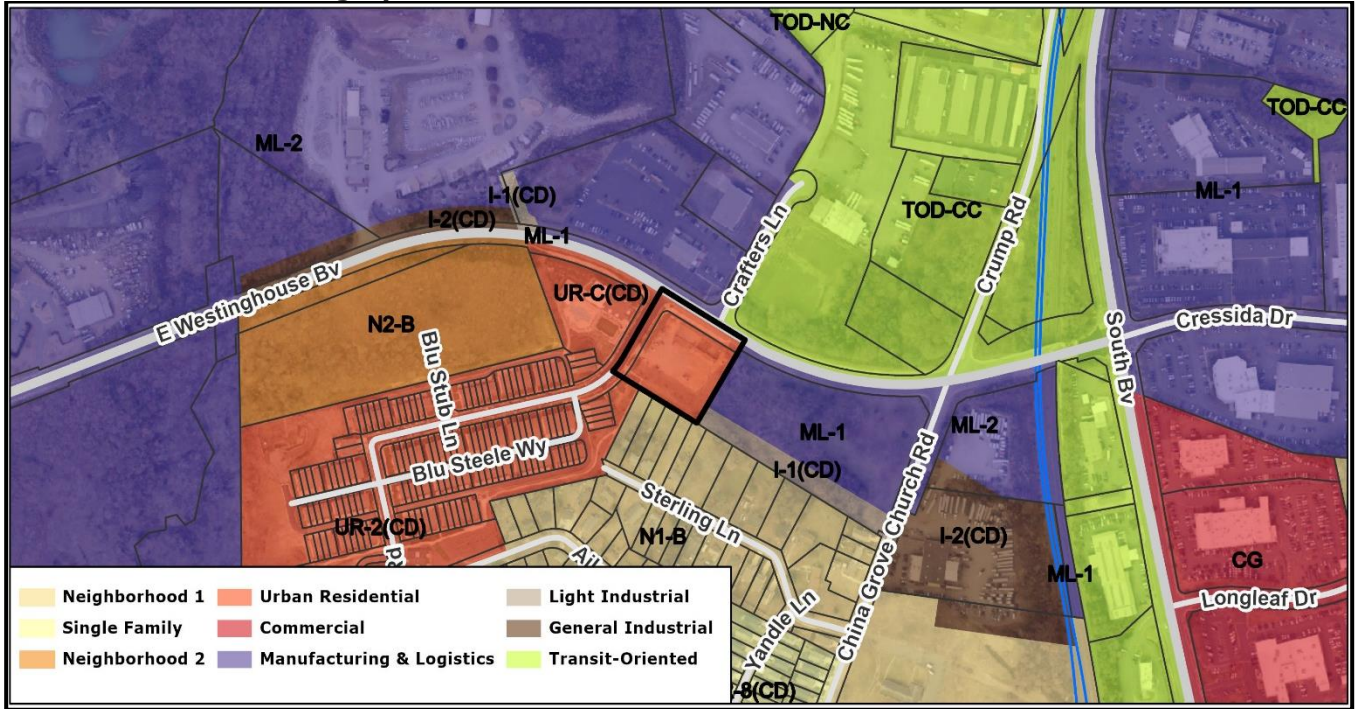 TOD-NC
TOD-CC
ML-2
ML-1
I-1(CD)
I-2(CD)
ML-1
TOD-CC
Crafters Ln
Crump Rd
E Westinghouse Bv
UR-C(CD)
South Bv
Cressida Dr
N2-B
Blu Stub Ln
ML-1
ML-2
Blu Steele Wy
I-1(CD)
China Grove Church Rd
Sterling Ln
UR-2(CD)
N1-B
I-2(CD)
CG
ML-1
Longleaf Dr
Yandle Ln
-8(CD)
Neighborhood 1
Urban Residential
Light Industrial
Single Family
Commercial
General Industrial
Neighborhood 2
Manufacturing & Logistics
Transit-Oriented